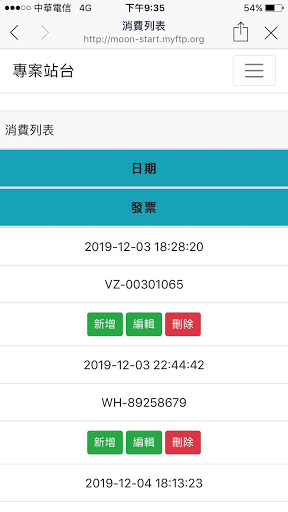 中華電信 4G 下午9:35 54%
消費列表
http://moon-start.myftp.org
專案站台
消費列表
日期
發票
2019-12-03 18:28:20
VZ-00301065
新增 編輯 刪除
2019-12-03 22:44:42
WH-89258679
新增 編輯 刪除
2019-12-04 18:13:23